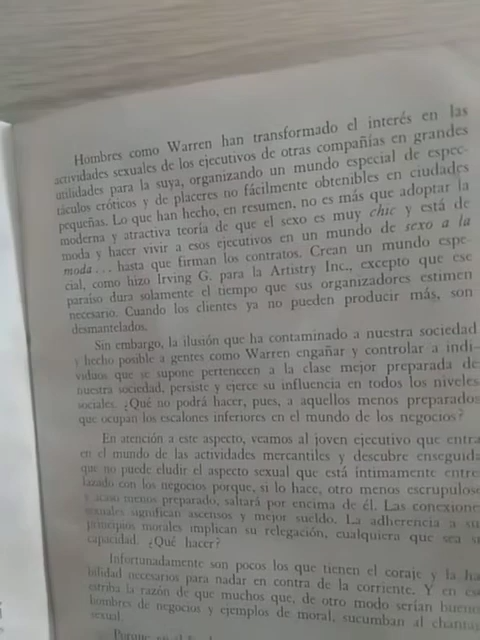 Hombres como Warren han transformado el interés en las
actividades sexuales de los ejecutivos de otras compañías en grandes
utilidades para la suya, organizando un mundo especial de espec-
táculos eróticos y de placeres no fácilmente obtenibles en ciudades
pequeñas. Lo que han hecho, en resumen, no es más que adoptar la
moderna y atractiva teoría de que el sexo es muy chic y está de
moda y hacer vivir a esos ejecutivos en un mundo de sexo a la
moda... hasta que firman los contratos. Crean un mundo espe-
cial, como hizo Irving G. para la Artistry Inc., excepto que ese
paraíso dura solamente el tiempo que sus organizadores estimen
necesario. Cuando los clientes ya no pueden producir más, son
desmantelados.
Sin embargo, la ilusión que ha contaminado a nuestra sociedad
y hecho posible a gentes como Warren engañar y controlar a indi-
viduos que se supone pertenecen a la clase mejor preparada de
nuestra sociedad, persiste y ejerce su influencia en todos los niveles
sociales. ¿Qué no podrá hacer, pues, a aquellos menos preparados
que ocupan los escalones inferiores en el mundo de los negocios?
En atención a este aspecto, veamos al joven ejecutivo que entra
en el mundo de las actividades mercantiles y descubre enseguida
que no puede eludir el aspecto sexual que está íntimamente entre
lazado con los negocios porque, si lo hace, otro menos escrupuloso
y acaso menos preparado, saltará por encima de él. Las conexione
sexuales significan ascensos y mejor sueldo. La adherencia a su
principios morales implican su relegación, cualquiera que sea s
capacidad. ¿Qué hacer?
Infortunadamente son pocos los que tienen el coraje y la ha
bilidad necesarios para nadar en contra de la corriente. Y en es
estriba la razón de que muchos que, de otro modo serían bueno
hombres de negocios y ejemplos de moral, sucumban al chanta
sexual.
Porque en el